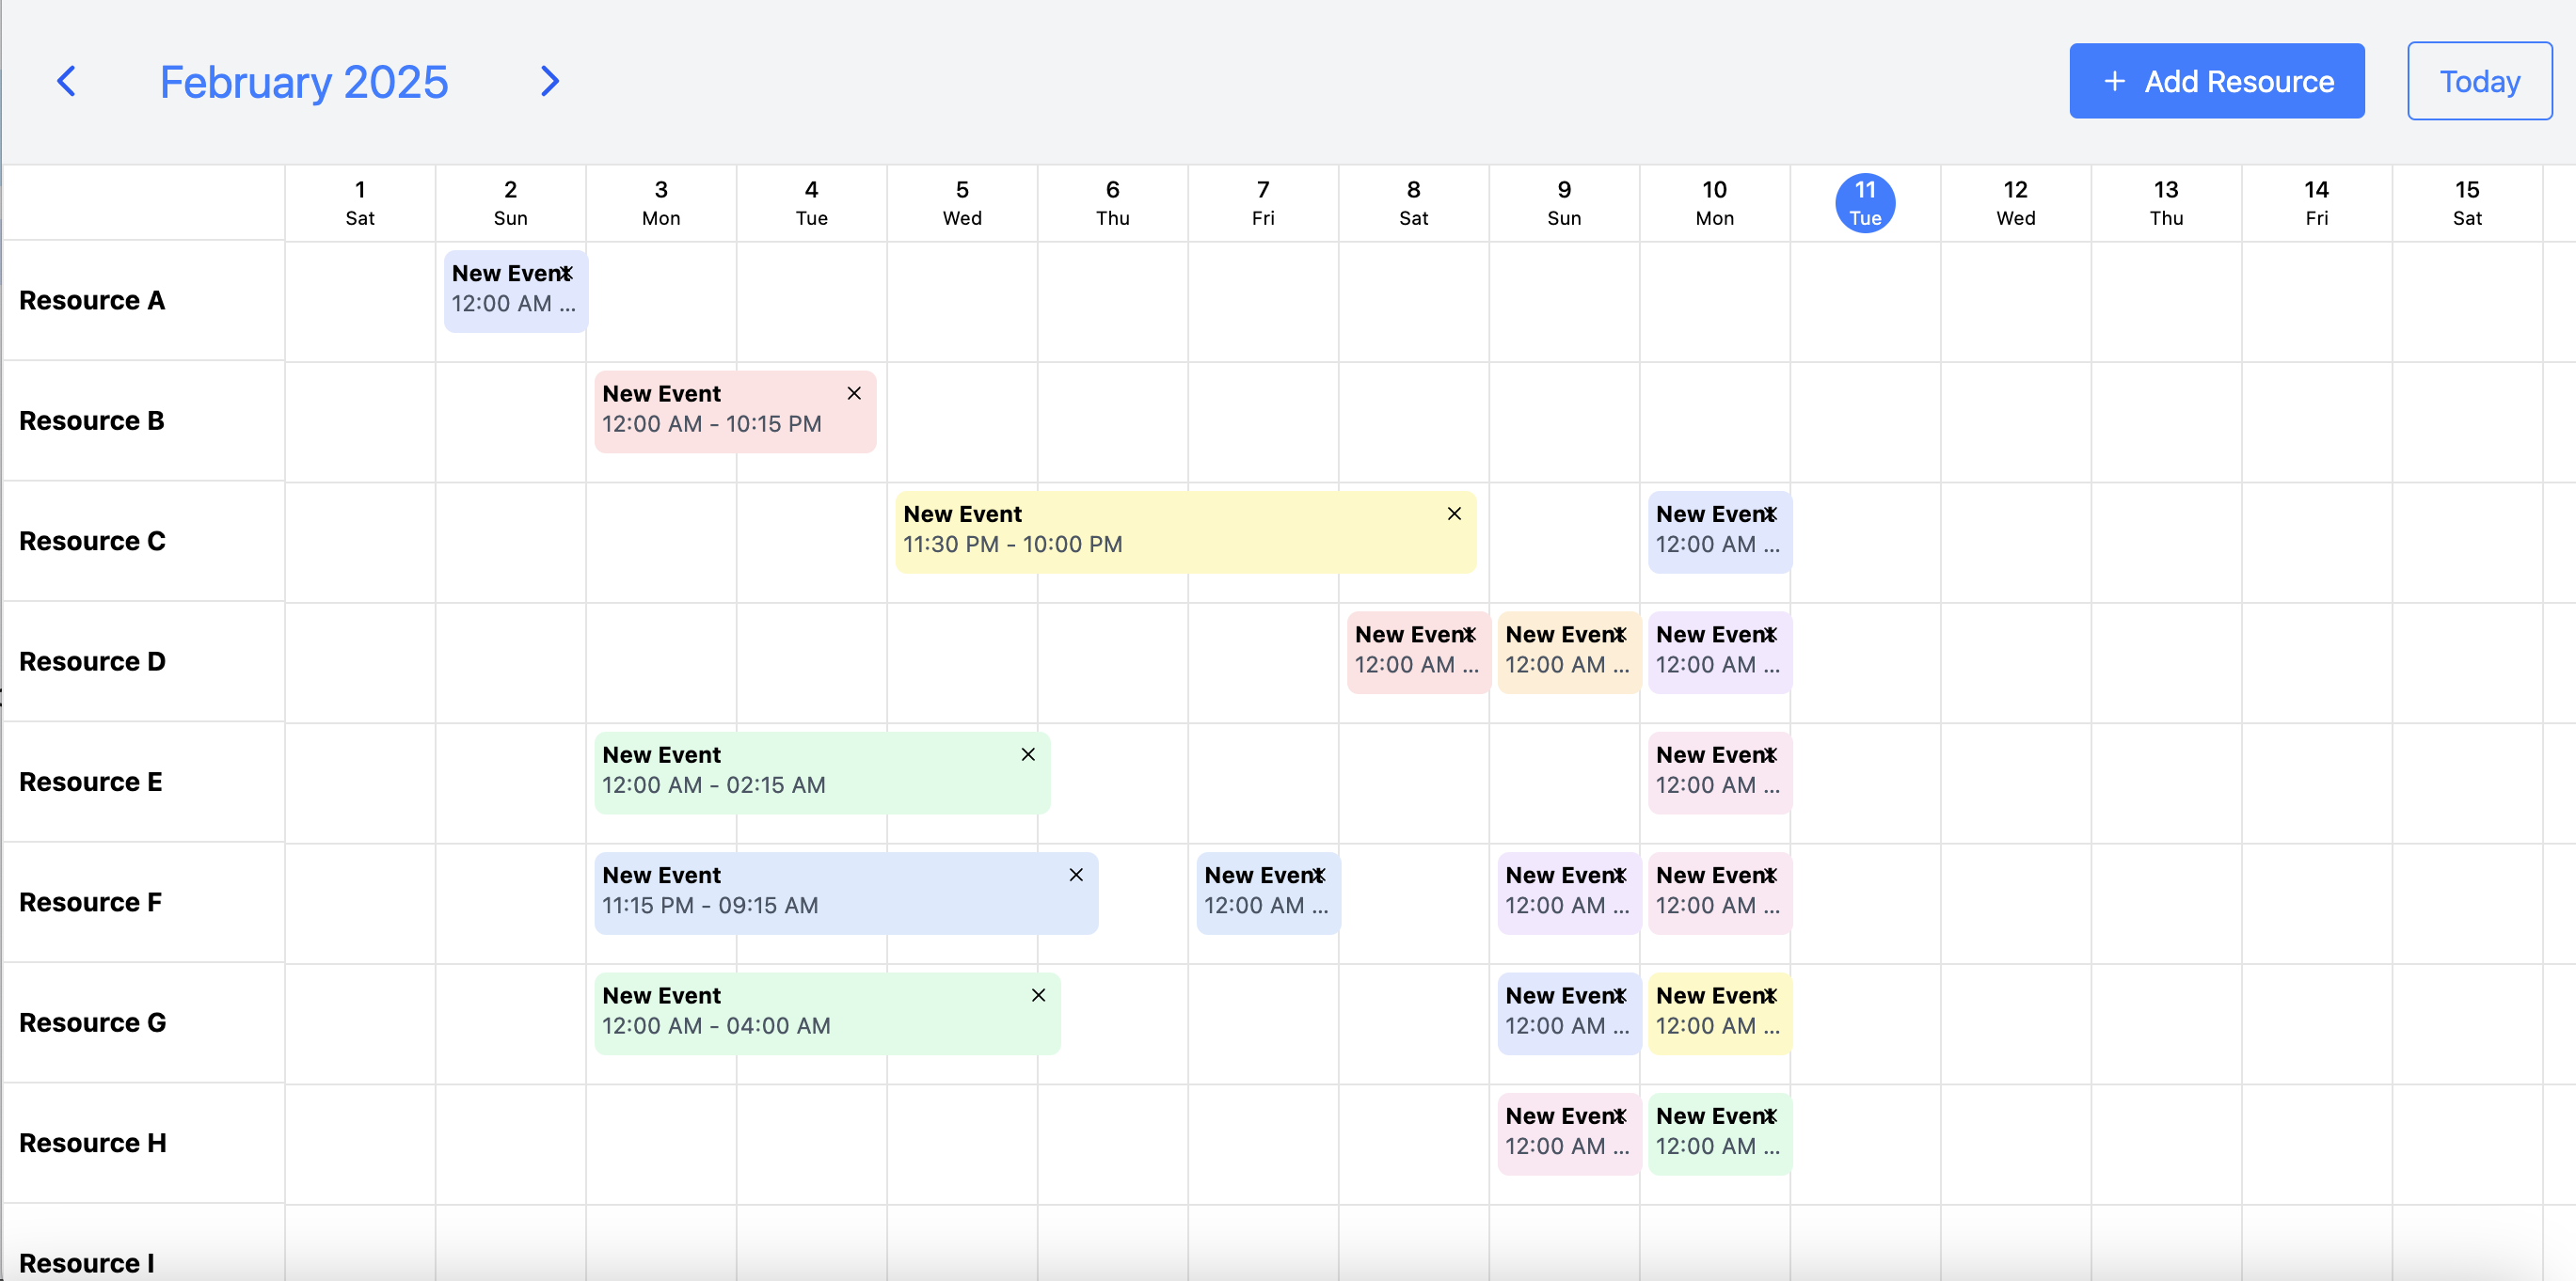 February 2025
+ Add Resource
Today
1 2 3 4 5 6 7 8 9 10 11 12 13 14 15
Sat Sun Mon Tue Wed Thu Fri Sat Sun Mon Tue Wed Thu Fri Sat
Resource A
New Event
12:00 AM ...
Resource B
New Event
12:00 AM - 10:15 PM
Resource C
New Event
11:30 PM - 10:00 PM
New Event
12:00 AM ...
Resource D
New Event
12:00 AM ...
New Event
12:00 AM ...
New Event
12:00 AM ...
Resource E
New Event
12:00 AM - 02:15 AM
New Event
12:00 AM ...
Resource F
New Event
11:15 PM - 09:15 AM
New Event
12:00 AM ...
New Event
12:00 AM ...
New Event
12:00 AM ...
Resource G
New Event
12:00 AM - 04:00 AM
New Event
12:00 AM ...
New Event
12:00 AM ...
Resource H
New Event
12:00 AM ...
New Event
12:00 AM ...
Resource I